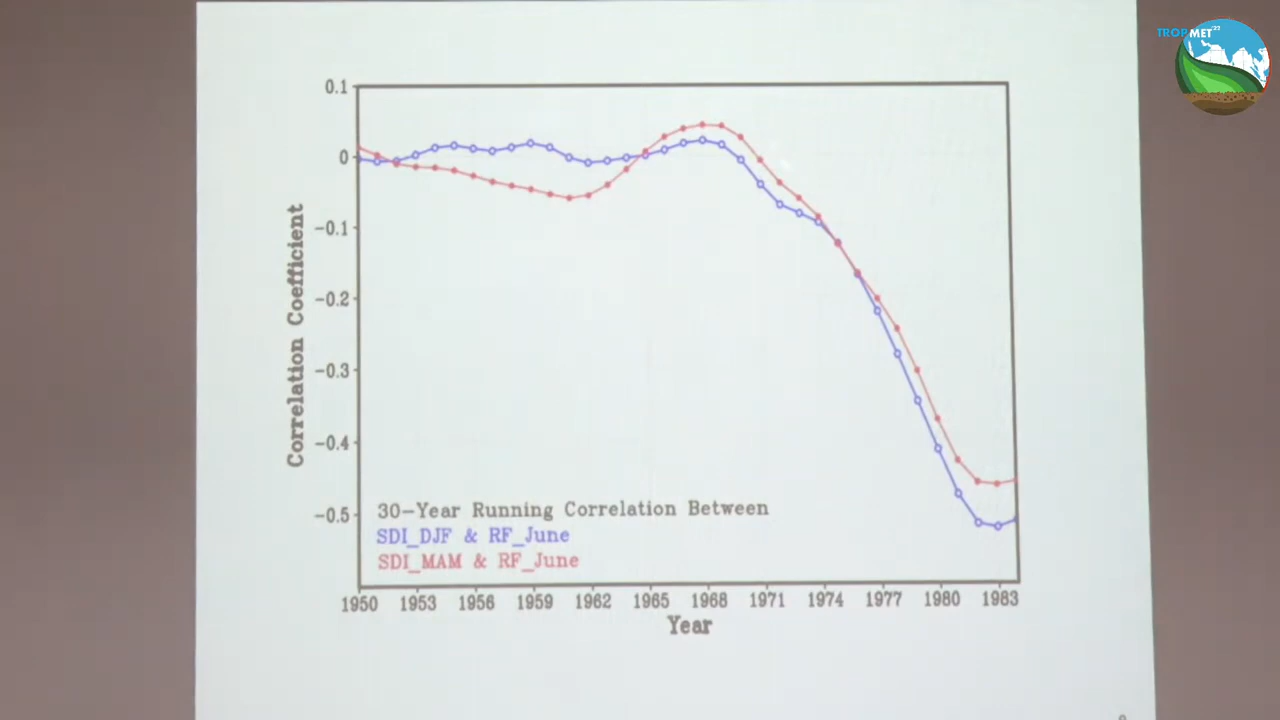 TROPMET'22
0.1
0
-0.1
-0.2
-0.3
-0.4
-0.5
Correlation Coefficient
30-Year Running Correlation Between
SDI_DJF & RF_June
SDI_MAM & RF_June
1950 1953 1956 1959 1962 1965 1968 1971 1974 1977 1980 1983
Year